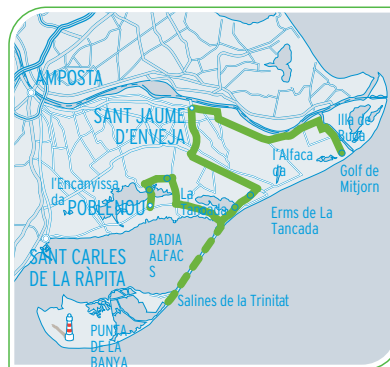 AMPOSTA
SANT JAUME
D'ENVEJA
Illa de
Buda
l'Alfaca
da
Golf de
Mitjorn
l'Encanyissa
da
POBLENOU
La
Tancada
Erms de La
Tancada
BADIA
ALFAC
S
SANT CARLES
DE LA RÀPITA
Salines de la Trinitat
PUNTA
DE LA
BANYA